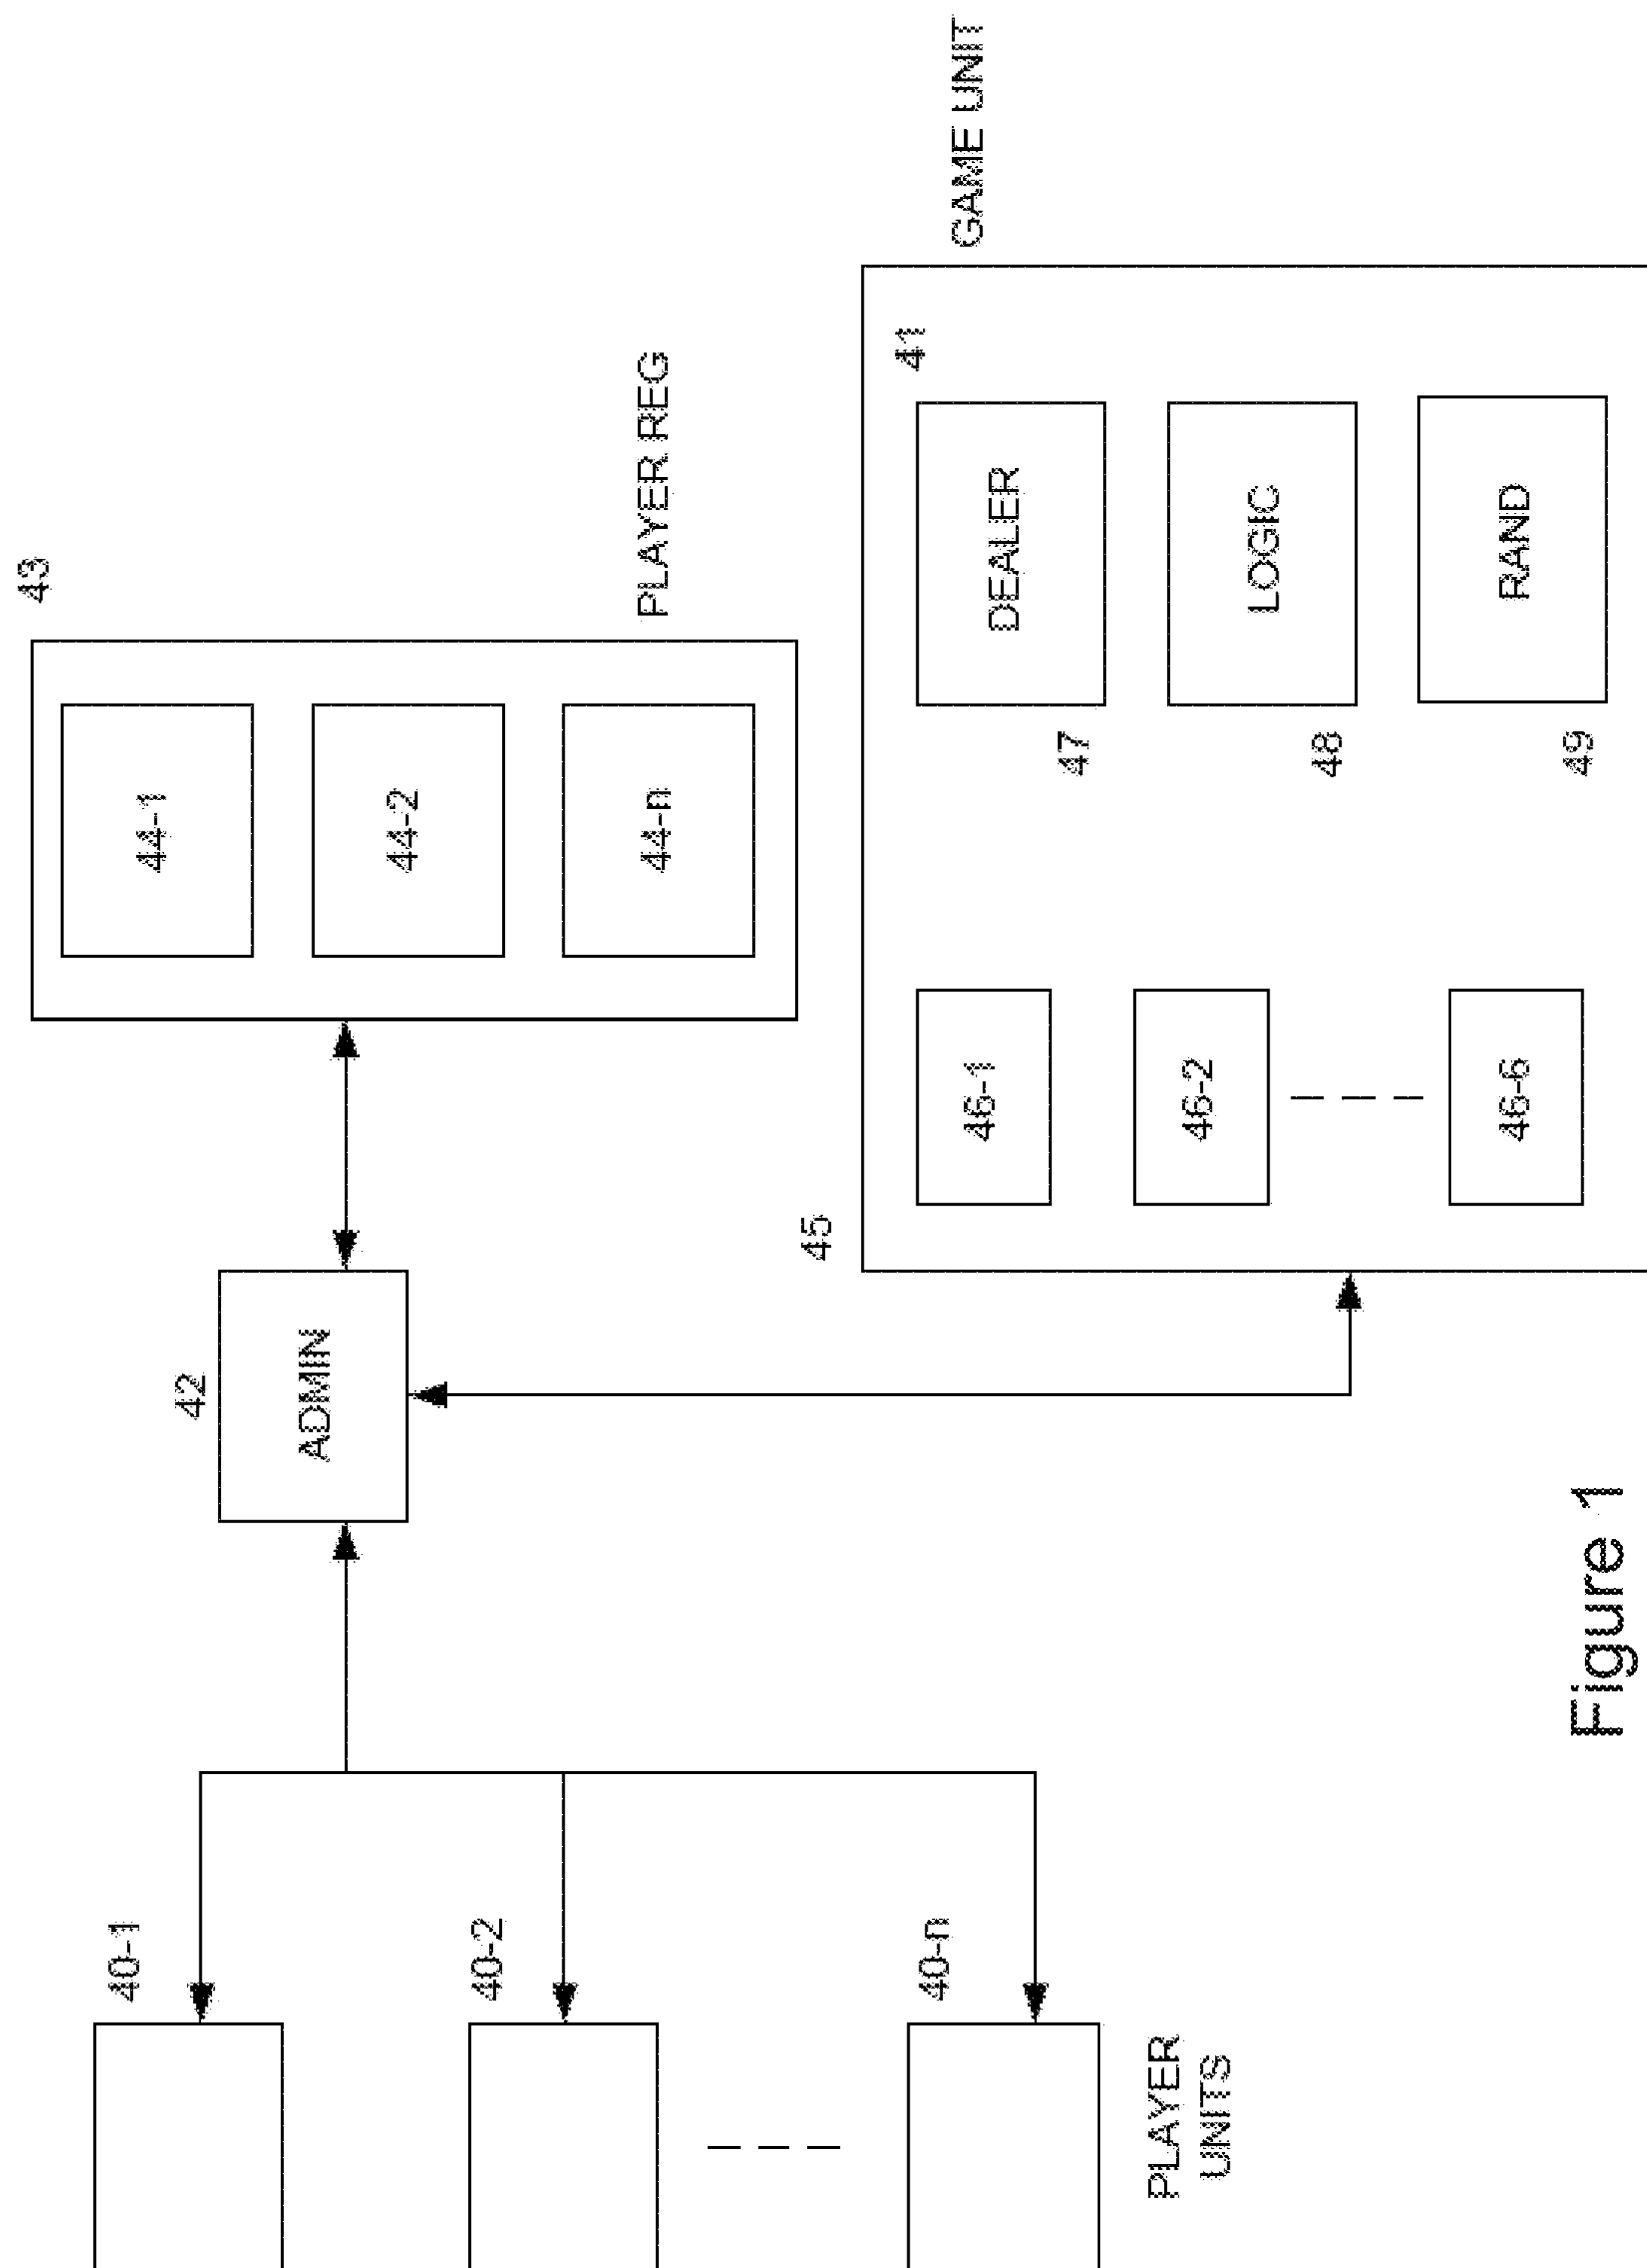 40-1
40-2
40-n
PLAYER
UNITS
42
ADMIN
43
44-1
44-2
44-n
PLAYER REG
45
GAME UNIT
41
46-1
46-2
46-6
DEALER
47
LOGIC
48
RAND
49
Figure 1